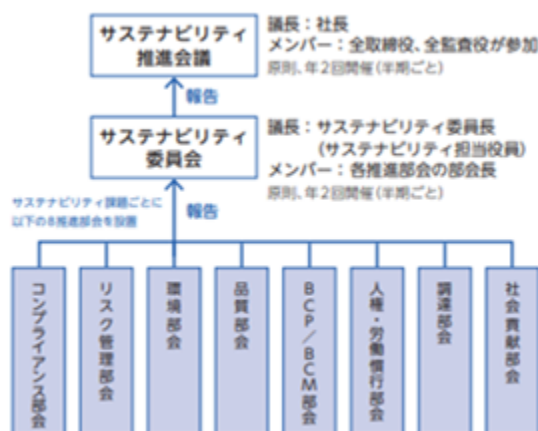 サステナビリティ
推進会議
議長：社長
メンバー：全取締役、全監査役が参加
原則、年2回開催（半期ごと）
報告
サステナビリティ
委員会
議長：サステナビリティ委員長
（サステナビリティ担当役員）
メンバー：各推進部会の部会長
原則、年2回開催（半期ごと）
サステナビリティ課題ごとに
以下の8推進部会を設置
報告
コンプライアンス部会
リスク管理部会
環境部会
品質部会
BCP／BCM部会
人権・労働慣行部会
調達部会
社会貢献部会